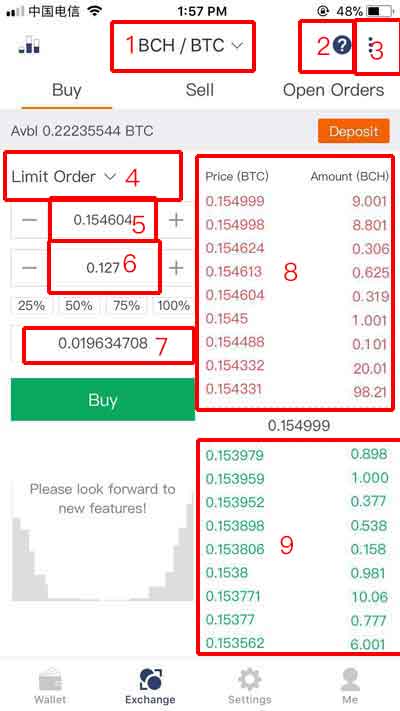 中国电信 1:57 PM 48%
1 BCH / BTC 2 ? 3
Buy Sell Open Orders
Avbl 0.22235544 BTC Deposit
Limit Order 4
− 0.154604 5 +
− 0.127 6 +
25% 50% 75% 100%
0.019634708 7
Buy
Please look forward to
new features!
Price (BTC) Amount (BCH)
0.154999 9.001
0.154998 8.801
0.154624 0.306
0.154613 0.625
0.154604 0.319
0.1545 1.001
0.154488 0.101
0.154332 20.01
0.154331 98.21
8
0.154999
0.153979 0.898
0.153959 1.000
0.153952 0.377
0.153898 0.538
0.153806 0.158
0.1538 0.981
0.153771 10.06
0.15377 0.777
0.153562 6.001
9
Wallet Exchange Settings Me